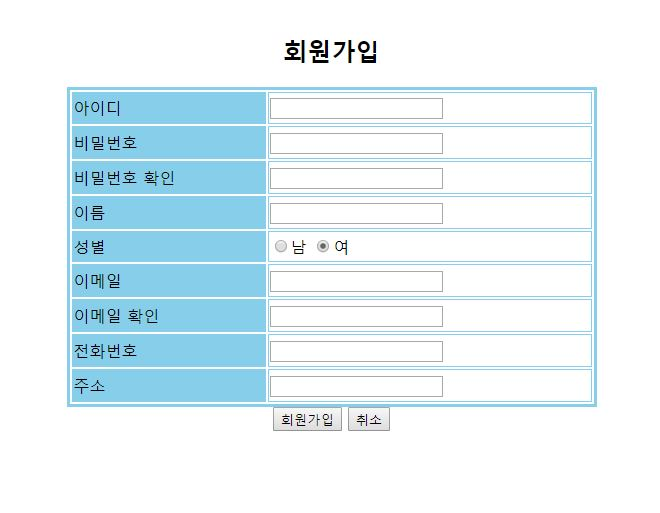 회원가입
아이디
비밀번호
비밀번호 확인
이름
성별 남 여
이메일
이메일 확인
전화번호
주소
회원가입 취소